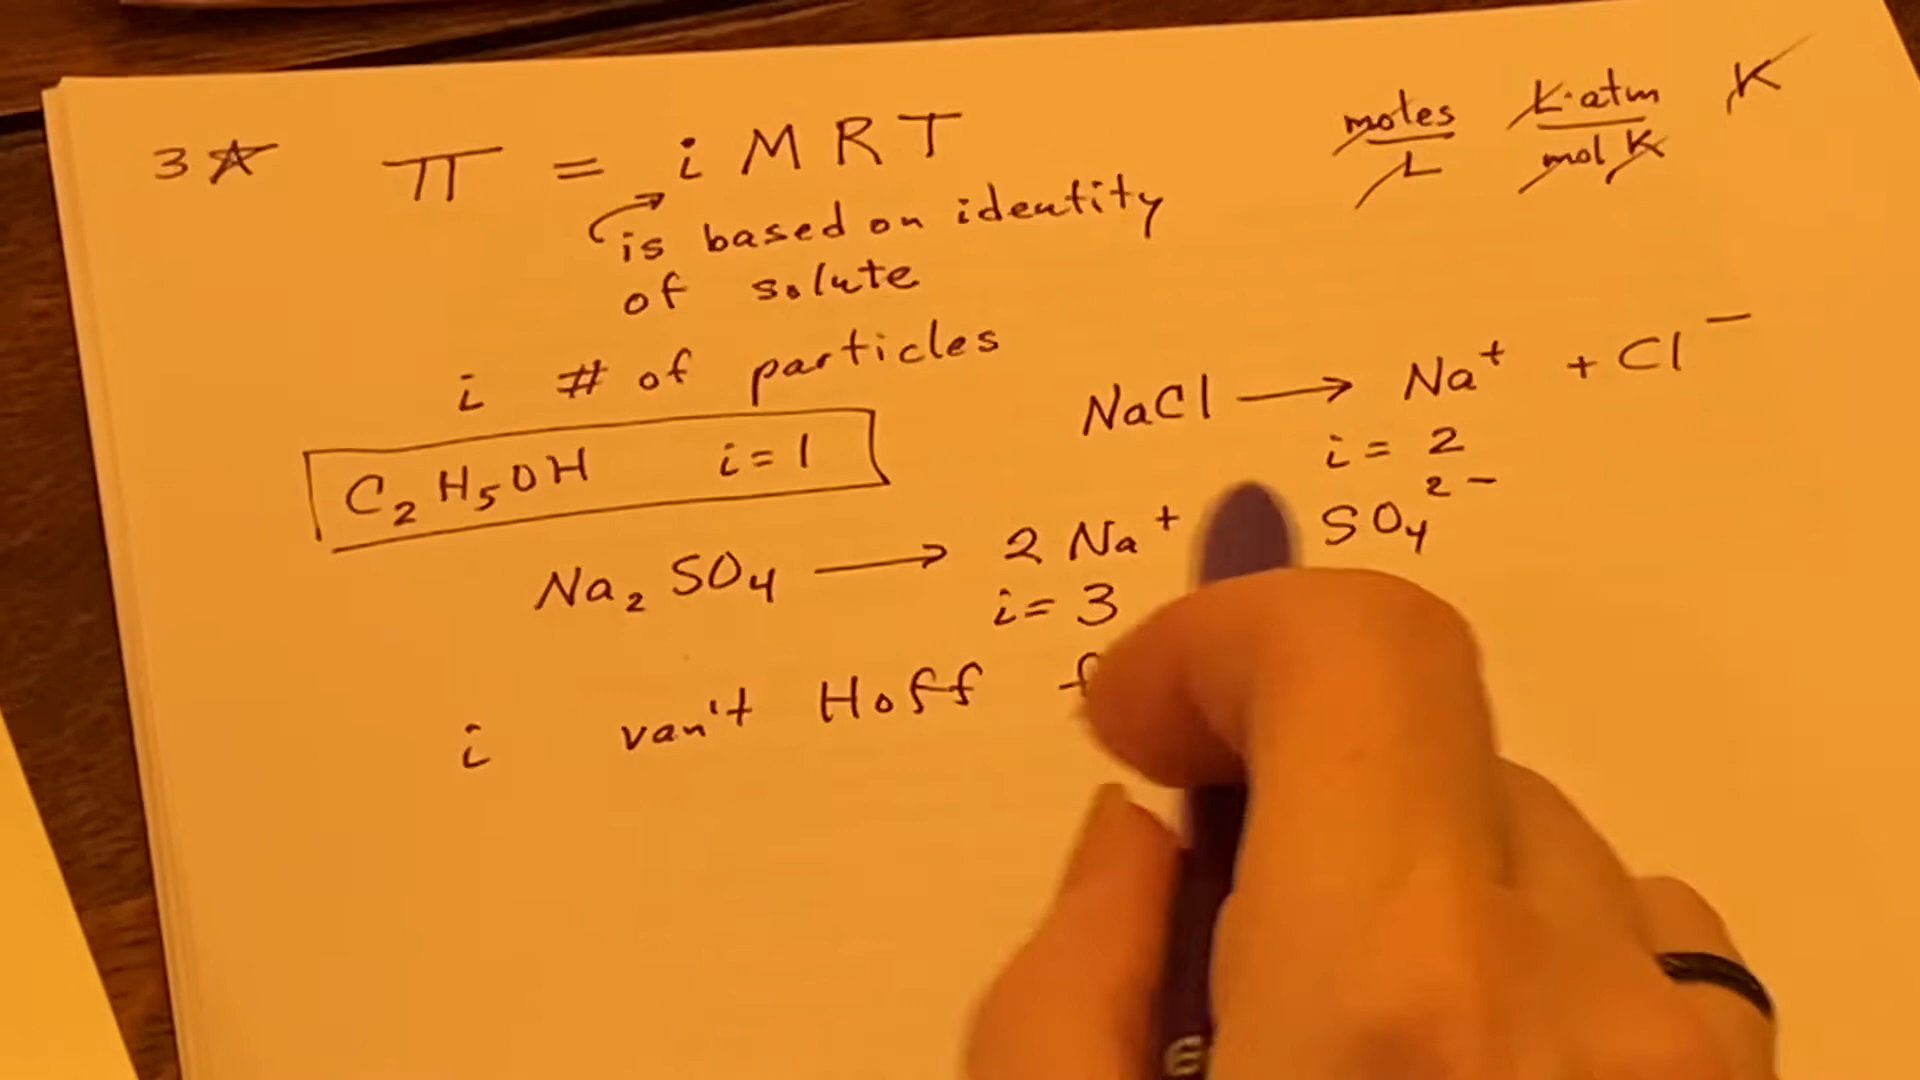 3☆ π = i M R T
moles L·atm K
L mol K
is based on identity
of solute
i # of particles
NaCl → Na⁺ + Cl⁻
i = 2
C₂H₅OH i = 1
Na₂SO₄ → 2 Na⁺ SO₄²⁻
i = 3
i van't Hoff f